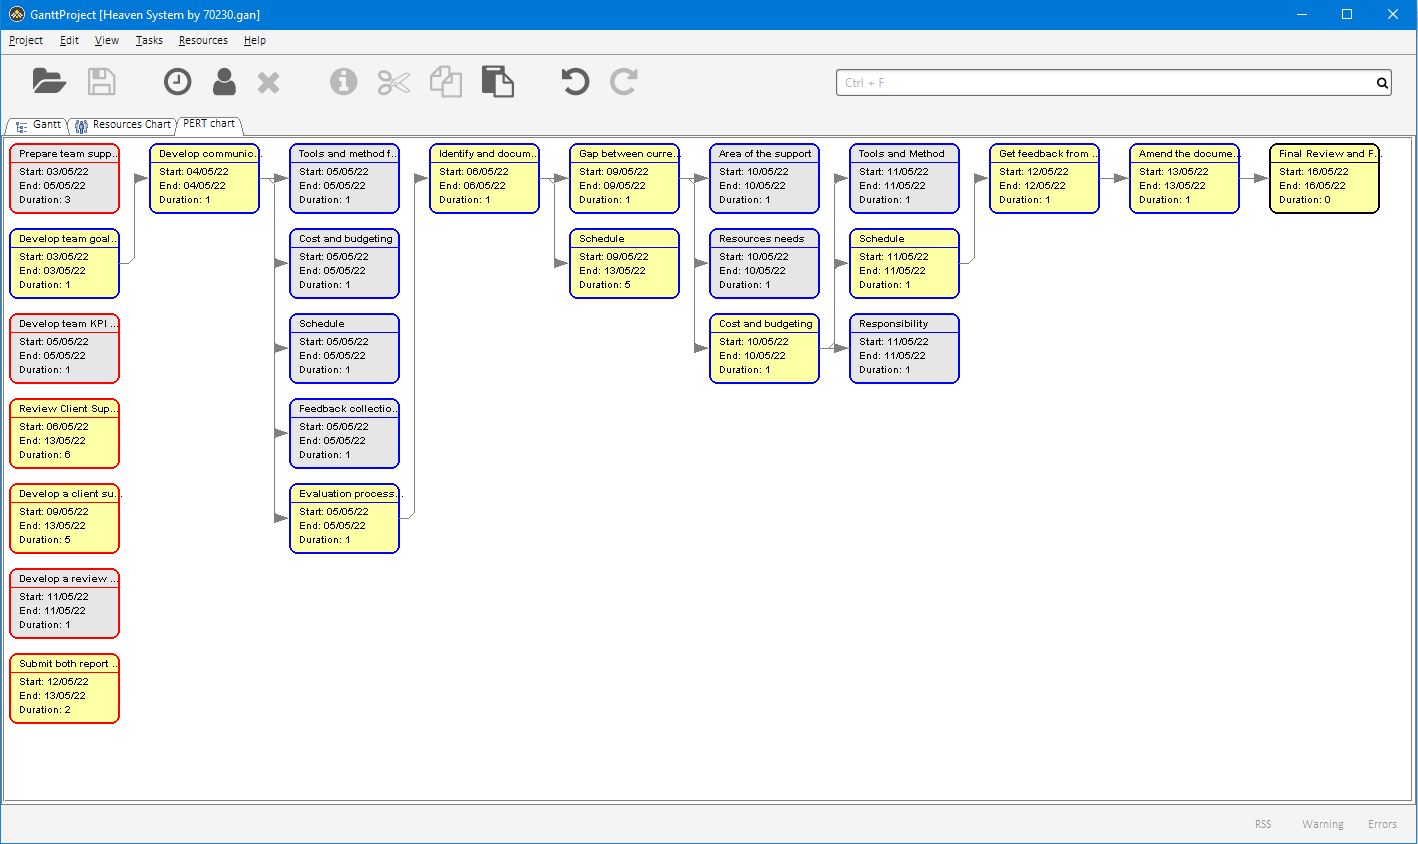 GanttProject [Heaven System by 70230.gan]
Project Edit View Tasks Resources Help
Ctrl + F
Gantt Resources Chart PERT chart
Prepare team supp...
Start: 03/05/22
End: 05/05/22
Duration: 3
Develop team goal...
Start: 03/05/22
End: 03/05/22
Duration: 1
Develop team KPI ...
Start: 05/05/22
End: 05/05/22
Duration: 1
Review Client Sup...
Start: 06/05/22
End: 13/05/22
Duration: 6
Develop a client su...
Start: 09/05/22
End: 13/05/22
Duration: 5
Develop a review ...
Start: 11/05/22
End: 11/05/22
Duration: 1
Submit both report ...
Start: 12/05/22
End: 13/05/22
Duration: 2
Develop communic...
Start: 04/05/22
End: 04/05/22
Duration: 1
Tools and method f...
Start: 05/05/22
End: 05/05/22
Duration: 1
Cost and budgeting
Start: 05/05/22
End: 05/05/22
Duration: 1
Schedule
Start: 05/05/22
End: 05/05/22
Duration: 1
Feedback collectio...
Start: 05/05/22
End: 05/05/22
Duration: 1
Evaluation process...
Start: 05/05/22
End: 05/05/22
Duration: 1
Identify and docum...
Start: 06/05/22
End: 06/05/22
Duration: 1
Gap between curre...
Start: 09/05/22
End: 09/05/22
Duration: 1
Schedule
Start: 09/05/22
End: 13/05/22
Duration: 5
Area of the support
Start: 10/05/22
End: 10/05/22
Duration: 1
Resources needs
Start: 10/05/22
End: 10/05/22
Duration: 1
Cost and budgeting
Start: 10/05/22
End: 10/05/22
Duration: 1
Tools and Method
Start: 11/05/22
End: 11/05/22
Duration: 1
Schedule
Start: 11/05/22
End: 11/05/22
Duration: 1
Responsibility
Start: 11/05/22
End: 11/05/22
Duration: 1
Get feedback from ...
Start: 12/05/22
End: 12/05/22
Duration: 1
Amend the docume...
Start: 13/05/22
End: 13/05/22
Duration: 1
Final Review and F...
Start: 16/05/22
End: 16/05/22
Duration: 0
RSS Warning Errors